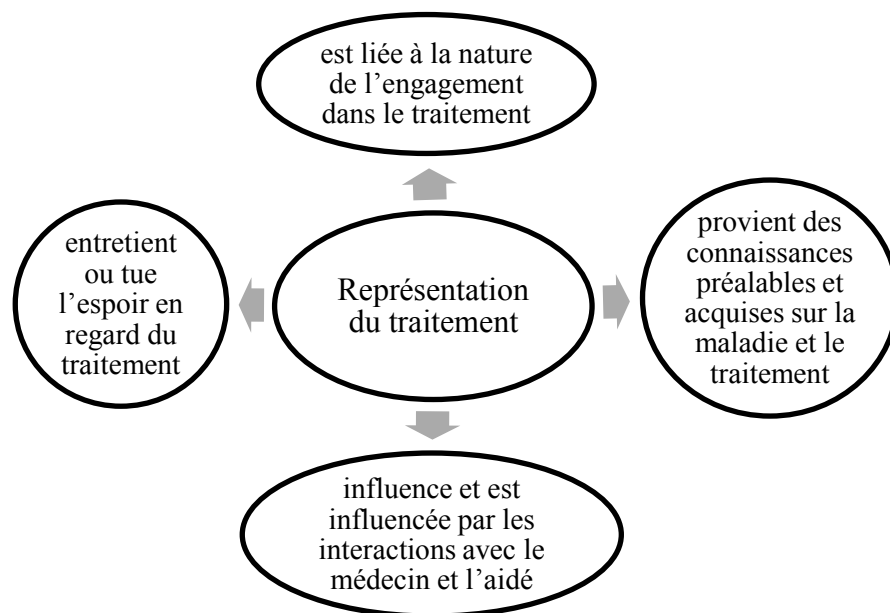 est liée à la nature
de l’engagement
dans le traitement
entretient
ou tue
l’espoir en
regard du
traitement
Représentation
du traitement
provient des
connaissances
préalables et
acquises sur la
maladie et le
traitement
influence et est
influencée par les
interactions avec le
médecin et l’aidé